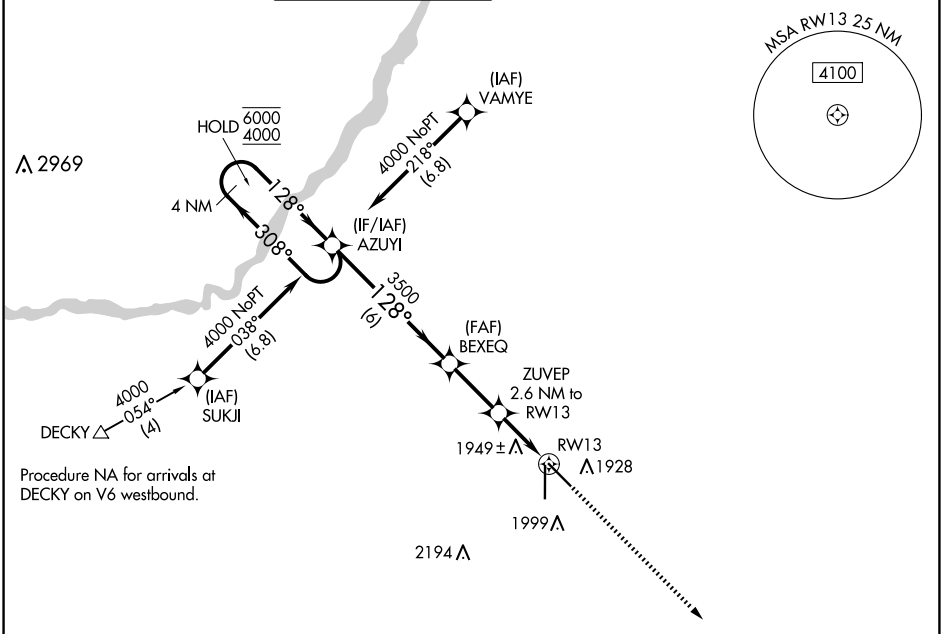 MSA RW13 25 NM
4100
(IAF)
VAMYE
4000 NoPT
218°
(6.8)
HOLD 6000
4000
2969
4 NM
128°
308°
(IF/IAF)
AZUYI
3500
128°
(6)
4000 NoPT
038°
(6.8)
(FAF)
BEXEQ
ZUVEP
2.6 NM to
RW13
(IAF)
SUKJI
4000
054°
(4)
DECKY
1949±
RW13
1928
Procedure NA for arrivals at
DECKY on V6 westbound.
1999
2194